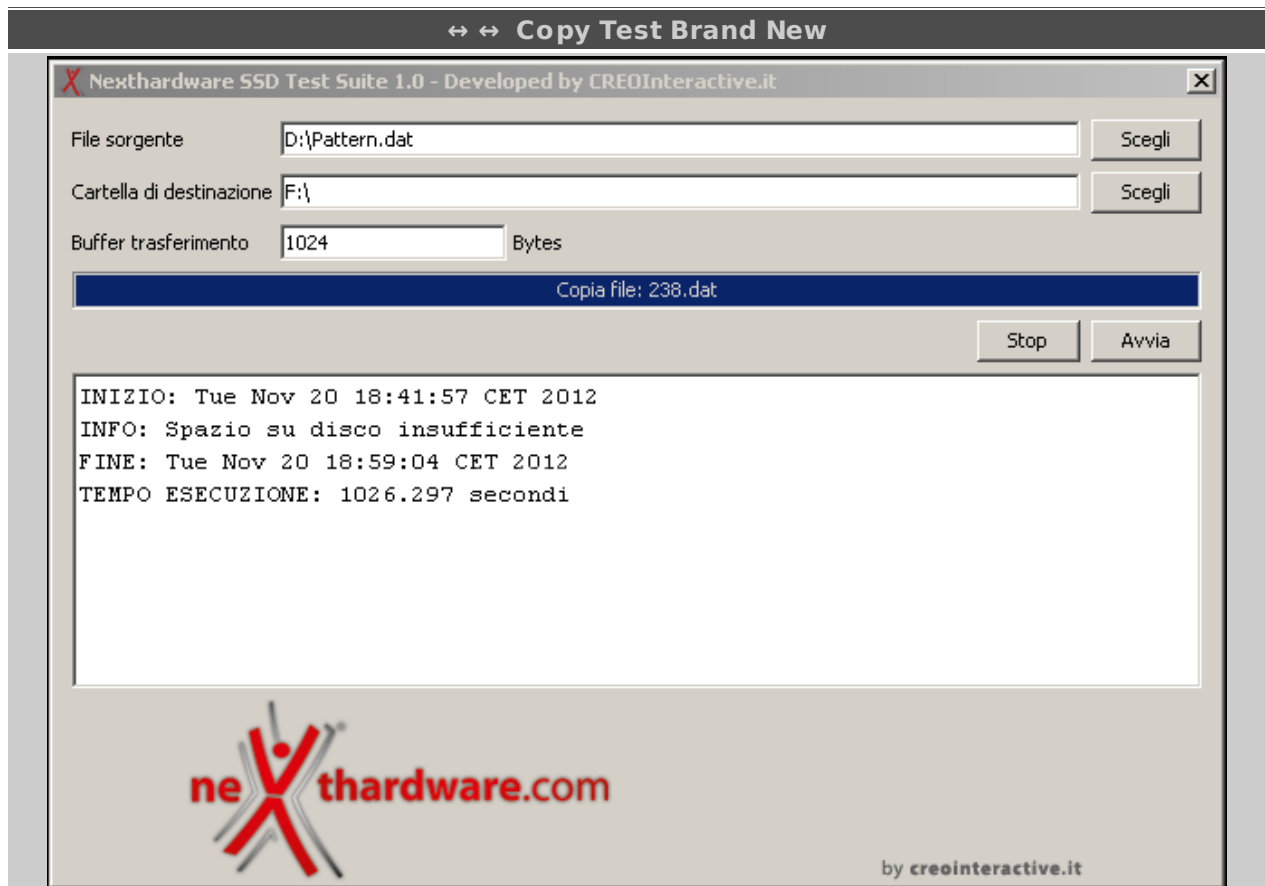 ↔ ↔ Copy Test Brand New
Nexthardware SSD Test Suite 1.0 - Developed by CREOInteractive.it
File sorgente D:\Pattern.dat Scegli
Cartella di destinazione F:\ Scegli
Buffer trasferimento 1024 Bytes
Copia file: 238.dat
Stop Avvia
INIZIO: Tue Nov 20 18:41:57 CET 2012
INFO: Spazio su disco insufficiente
FINE: Tue Nov 20 18:59:04 CET 2012
TEMPO ESECUZIONE: 1026.297 secondi
neXthardware.com
by creointeractive.it